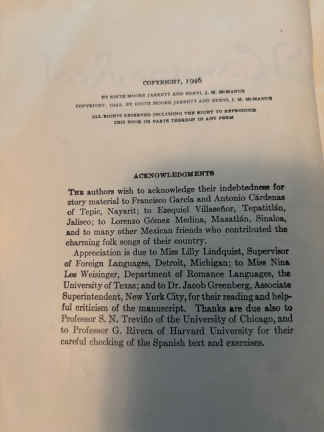 COPYRIGHT, 1946
BY EDITH MOORE JARRETT AND BERYL J. M. McMANUS
COPYRIGHT, 1942, BY EDITH MOORE JARRETT AND BERYL J. M. McMANUS
ALL RIGHTS RESERVED INCLUDING THE RIGHT TO REPRODUCE
THIS BOOK OR PARTS THEREOF IN ANY FORM
ACKNOWLEDGMENTS
THE authors wish to acknowledge their indebtedness for
story material to Francisco García and Antonio Cárdenas
of Tepic, Nayarit; to Ezequiel Villaseñor, Tepatitlán,
Jalisco; to Lorenzo Gómez Medina, Mazatlán, Sinaloa,
and to many other Mexican friends who contributed the
charming folk songs of their country.
Appreciation is due to Miss Lilly Lindquist, Supervisor
of Foreign Languages, Detroit, Michigan; to Miss Nina
Lee Weisinger, Department of Romance Languages, the
University of Texas; and to Dr. Jacob Greenberg, Associate
Superintendent, New York City, for their reading and help-
ful criticism of the manuscript. Thanks are due also to
Professor S. N. Treviño of the University of Chicago, and
to Professor G. Rivera of Harvard University for their
careful checking of the Spanish text and exercises.